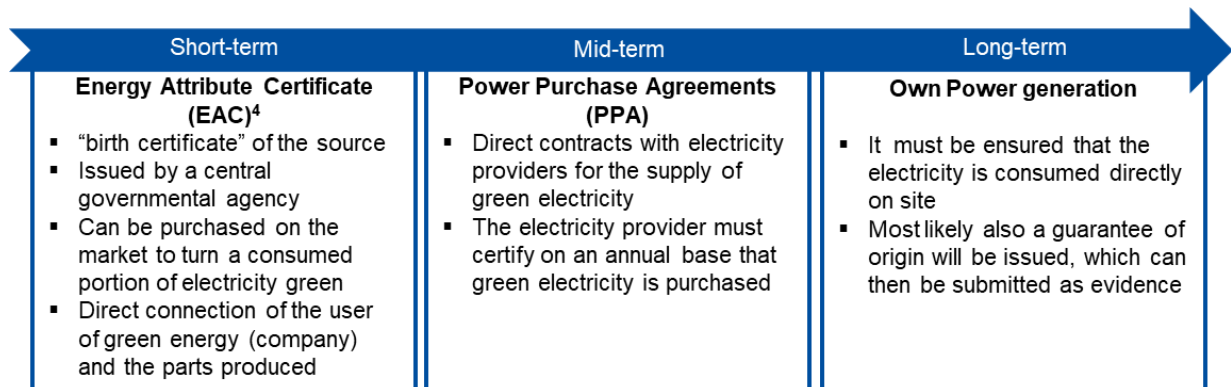 Short-term
Mid-term
Long-term
Energy Attribute Certificate
(EAC)⁴
▪ “birth certificate” of the source
▪ Issued by a central
governmental agency
▪ Can be purchased on the
market to turn a consumed
portion of electricity green
▪ Direct connection of the user
of green energy (company)
and the parts produced
Power Purchase Agreements
(PPA)
▪ Direct contracts with electricity
providers for the supply of
green electricity
▪ The electricity provider must
certify on an annual base that
green electricity is purchased
Own Power generation
▪ It must be ensured that the
electricity is consumed directly
on site
▪ Most likely also a guarantee of
origin will be issued, which can
then be submitted as evidence